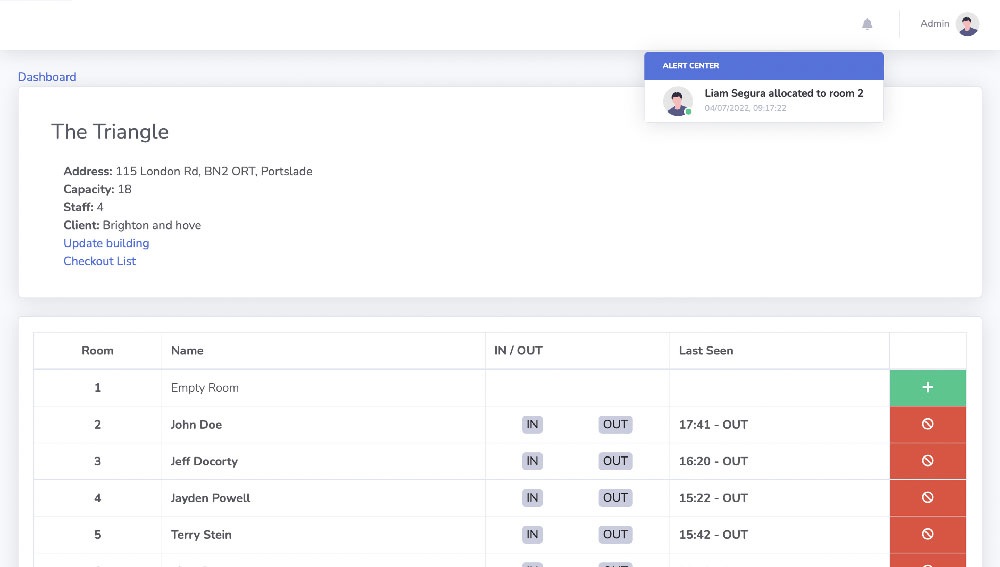 Admin
ALERT CENTER
Liam Segura allocated to room 2
04/07/2022, 09:17:22
Dashboard
The Triangle
Address: 115 London Rd, BN2 ORT, Portslade
Capacity: 18
Staff: 4
Client: Brighton and hove
Update building
Checkout List
Room Name IN / OUT Last Seen
1 Empty Room
2 John Doe IN OUT 17:41 - OUT
3 Jeff Docorty IN OUT 16:20 - OUT
4 Jayden Powell IN OUT 15:22 - OUT
5 Terry Stein IN OUT 15:42 - OUT